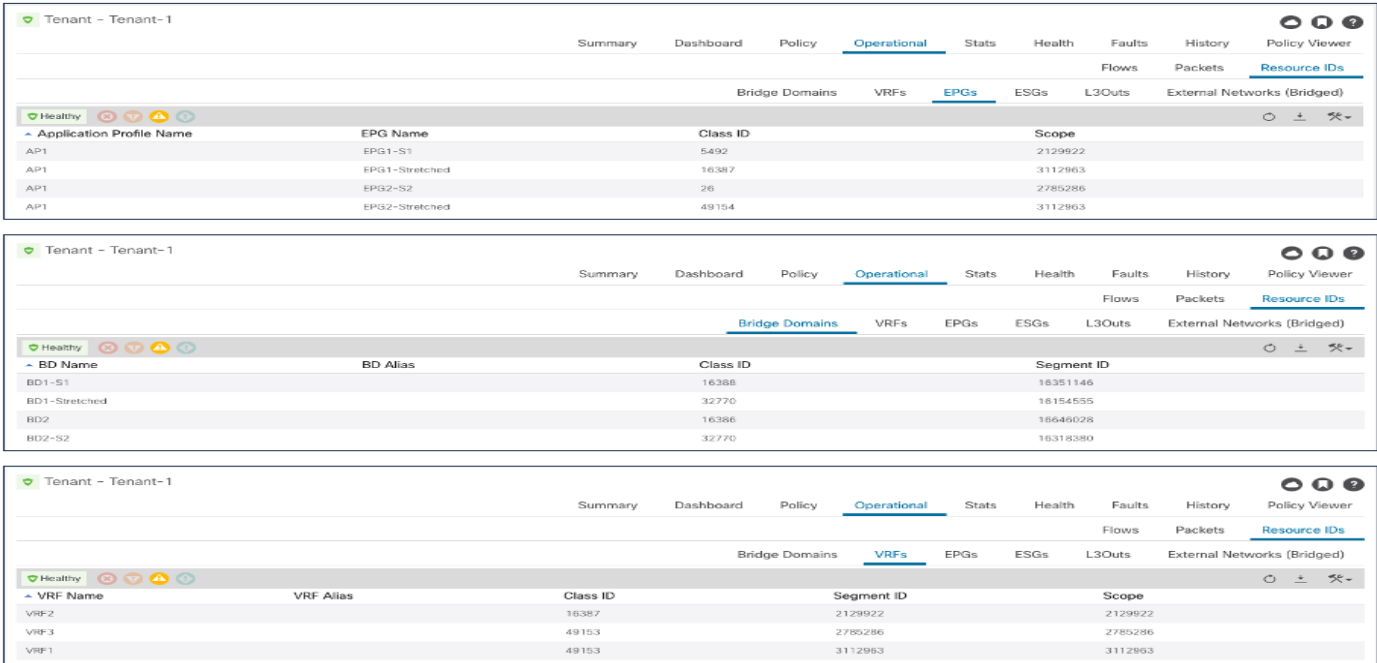 Tenant - Tenant-1
Summary Dashboard Policy Operational Stats Health Faults History Policy Viewer
Flows Packets Resource IDs
Bridge Domains VRFs EPGs ESGs L3Outs External Networks (Bridged)
Healthy
Application Profile Name EPG Name Class ID Scope
AP1 EPG1-S1 5492 2129922
AP1 EPG1-Stretched 16387 3112963
AP1 EPG2-S2 26 2785286
AP1 EPG2-Stretched 49154 3112963
Tenant - Tenant-1
Summary Dashboard Policy Operational Stats Health Faults History Policy Viewer
Flows Packets Resource IDs
Bridge Domains VRFs EPGs ESGs L3Outs External Networks (Bridged)
Healthy
BD Name BD Alias Class ID Segment ID
BD1-S1 16388 16351146
BD1-Stretched 32770 16154555
BD2 16386 16646028
BD2-S2 32770 16318380
Tenant - Tenant-1
Summary Dashboard Policy Operational Stats Health Faults History Policy Viewer
Flows Packets Resource IDs
Bridge Domains VRFs EPGs ESGs L3Outs External Networks (Bridged)
Healthy
VRF Name VRF Alias Class ID Segment ID Scope
VRF2 16387 2129922 2129922
VRF3 49153 2785286 2785286
VRF1 49153 3112963 3112963